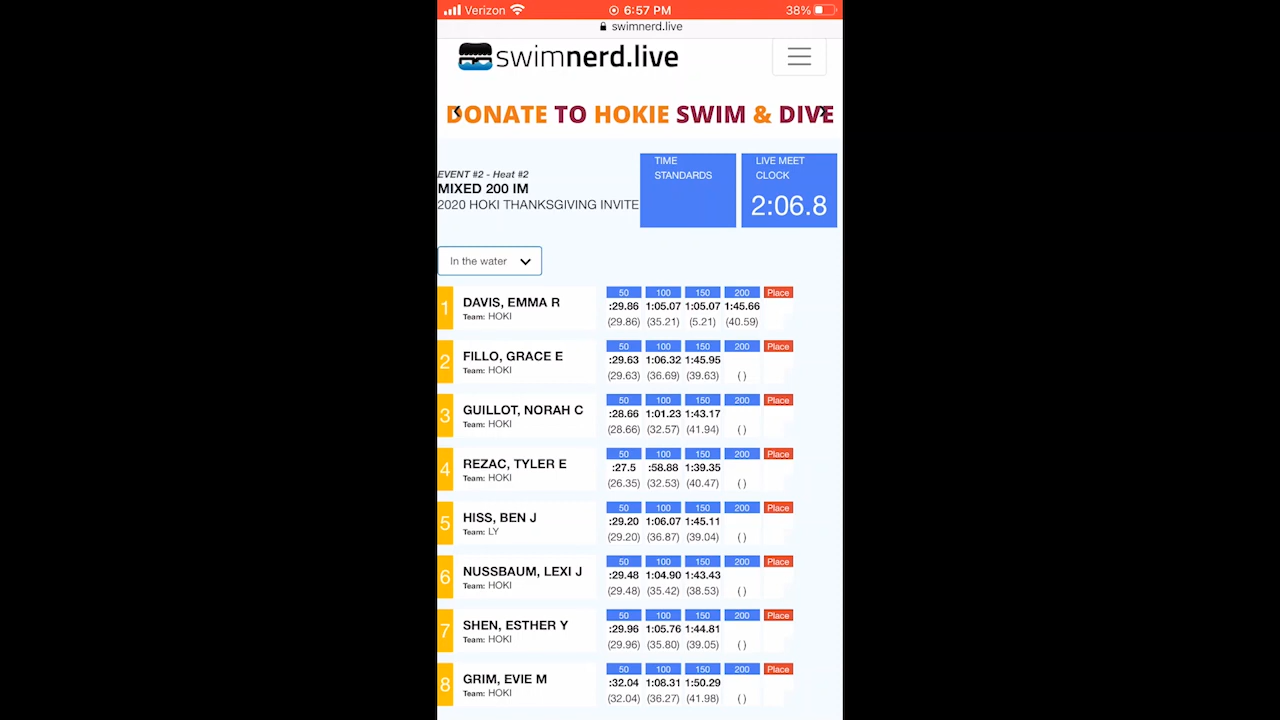 Verizon 6:57 PM 38%
swimnerd.live
swimnerd.live
DONATE TO HOKIE SWIM & DIVE
EVENT #2 - Heat #2
MIXED 200 IM
2020 HOKI THANKSGIVING INVITE
TIME
STANDARDS
LIVE MEET
CLOCK
2:06.8
In the water
1 DAVIS, EMMA R
Team: HOKI
50 100 150 200 Place
:29.86 1:05.07 1:05.07 1:45.66
(29.86) (35.21) (5.21) (40.59)
2 FILLO, GRACE E
Team: HOKI
50 100 150 200 Place
:29.63 1:06.32 1:45.95
(29.63) (36.69) (39.63) ( )
3 GUILLOT, NORAH C
Team: HOKI
50 100 150 200 Place
:28.66 1:01.23 1:43.17
(28.66) (32.57) (41.94) ( )
4 REZAC, TYLER E
Team: HOKI
50 100 150 200 Place
:27.5 :58.88 1:39.35
(26.35) (32.53) (40.47) ( )
5 HISS, BEN J
Team: LY
50 100 150 200 Place
:29.20 1:06.07 1:45.11
(29.20) (36.87) (39.04) ( )
6 NUSSBAUM, LEXI J
Team: HOKI
50 100 150 200 Place
:29.48 1:04.90 1:43.43
(29.48) (35.42) (38.53) ( )
7 SHEN, ESTHER Y
Team: HOKI
50 100 150 200 Place
:29.96 1:05.76 1:44.81
(29.96) (35.80) (39.05) ( )
8 GRIM, EVIE M
Team: HOKI
50 100 150 200 Place
:32.04 1:08.31 1:50.29
(32.04) (36.27) (41.98) ( )